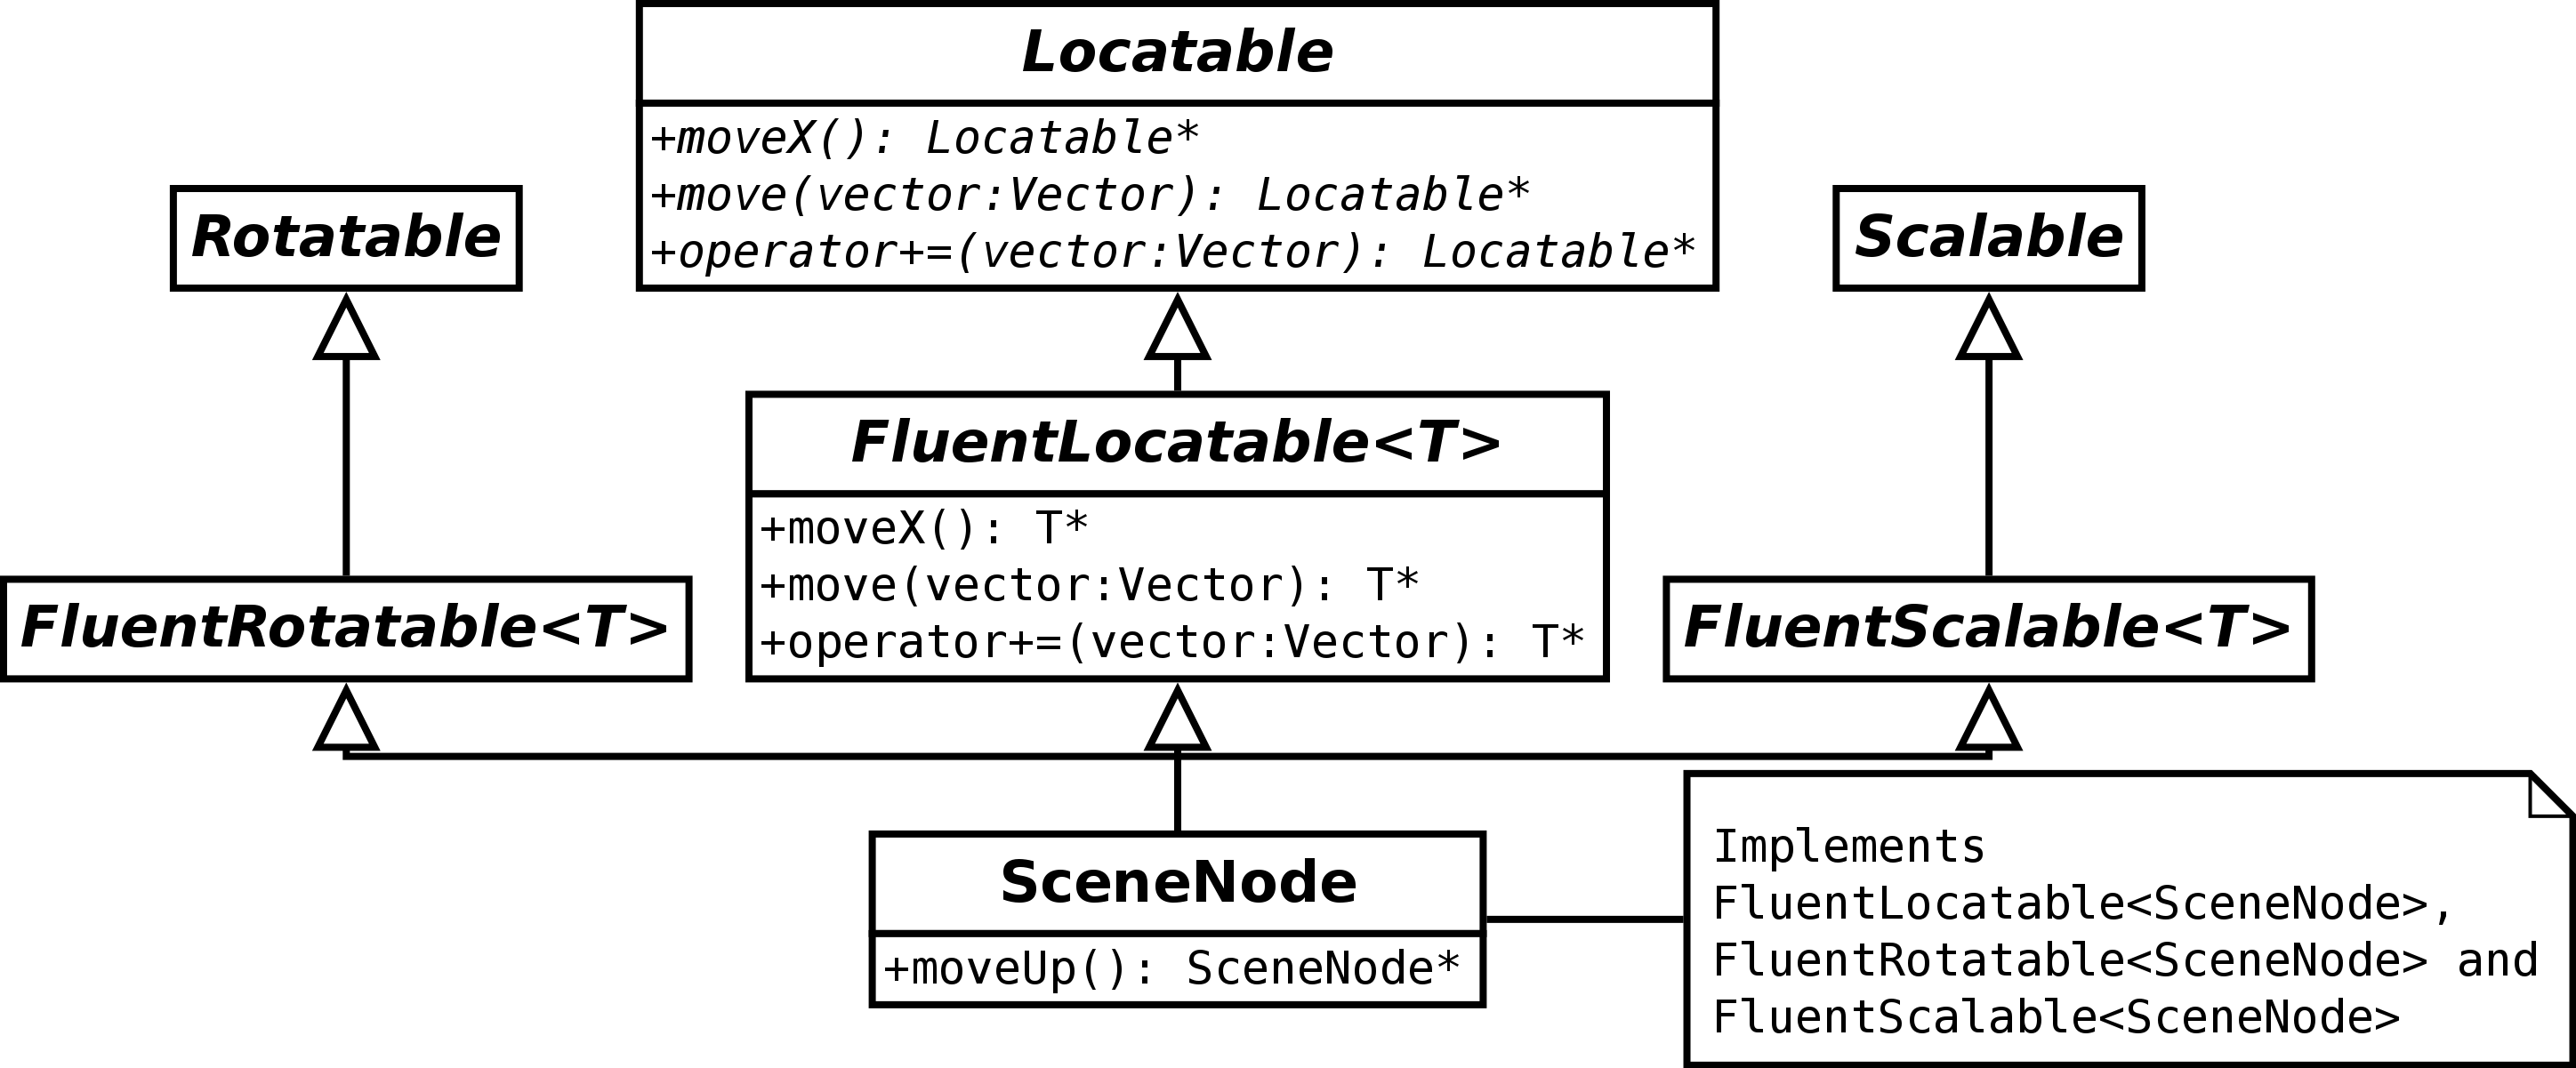 Locatable
+moveX(): Locatable*
+move(vector:Vector): Locatable*
+operator+=(vector:Vector): Locatable*
Rotatable
Scalable
FluentLocatable<T>
+moveX(): T*
+move(vector:Vector): T*
+operator+=(vector:Vector): T*
FluentRotatable<T>
FluentScalable<T>
SceneNode
+moveUp(): SceneNode*
Implements
FluentLocatable<SceneNode>,
FluentRotatable<SceneNode> and
FluentScalable<SceneNode>